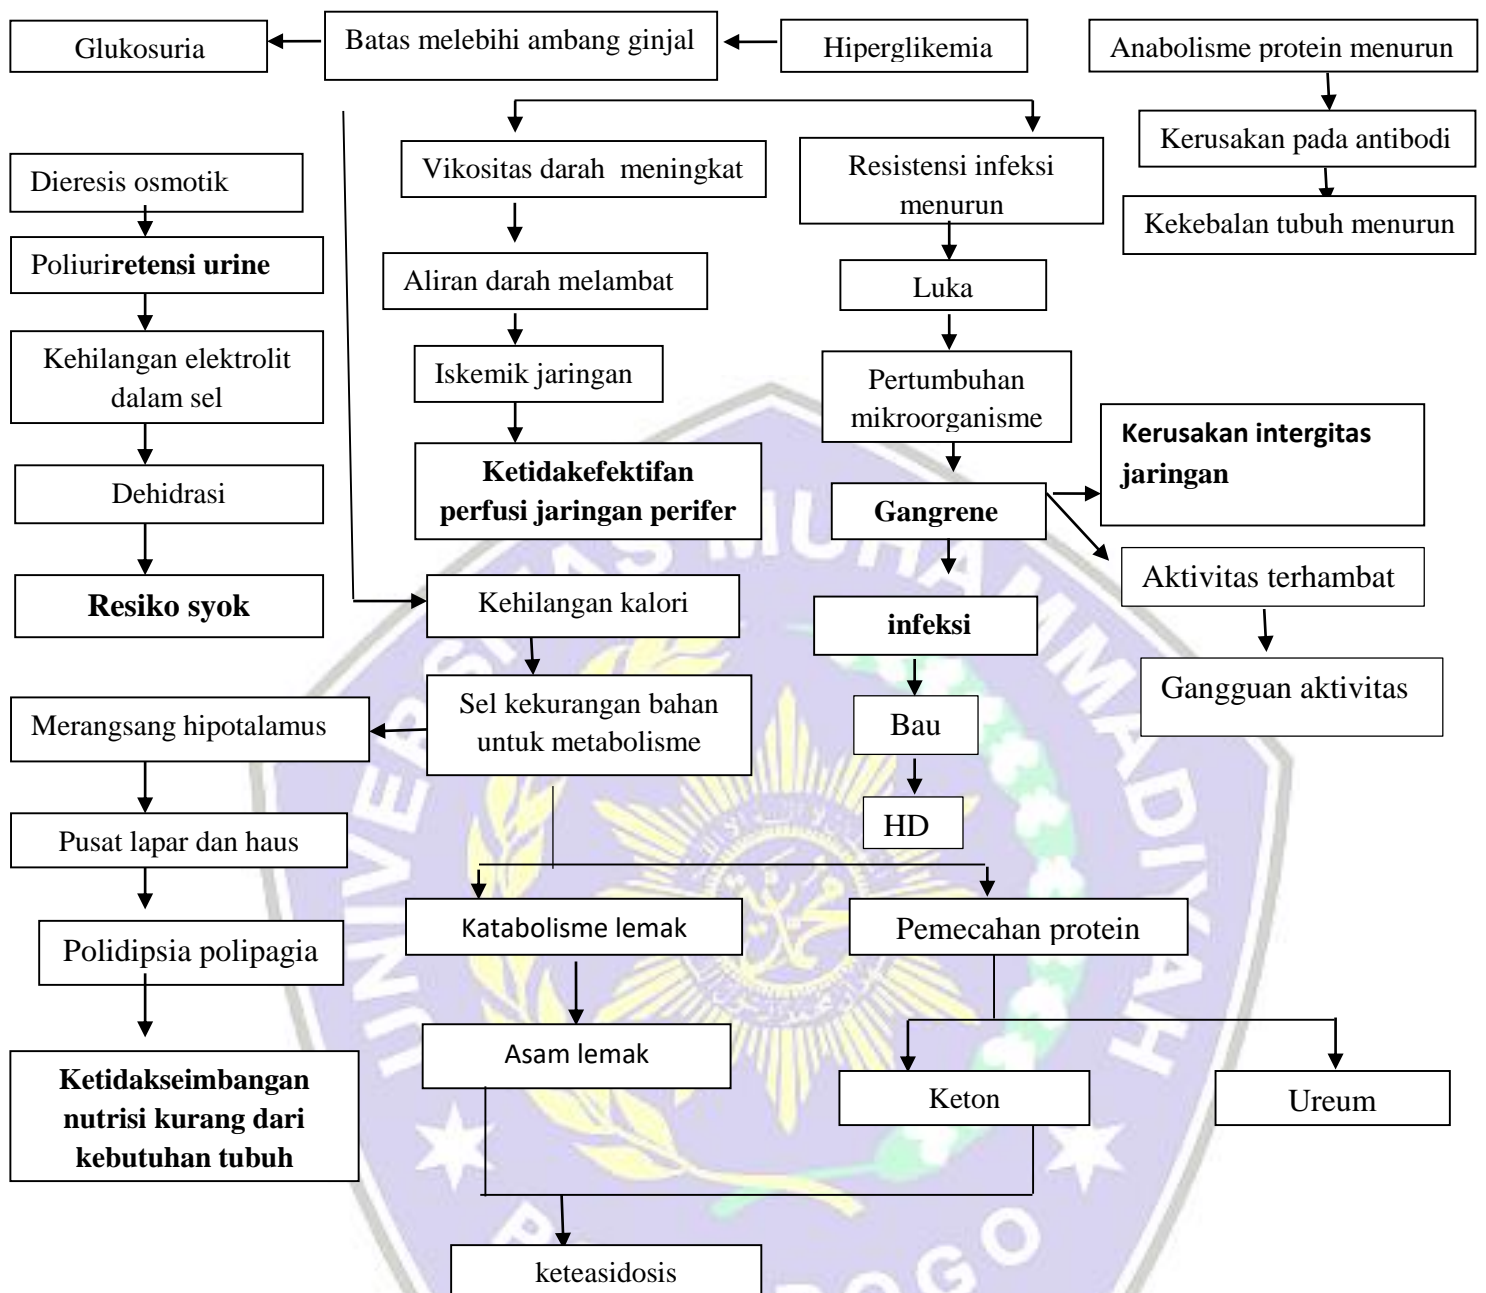 Glukosuria
Batas melebihi ambang ginjal
Hiperglikemia
Anabolisme protein menurun
Kerusakan pada antibodi
Kekebalan tubuh menurun
Dieresis osmotik
Poliuriretensi urine
Kehilangan elektrolit
dalam sel
Dehidrasi
Resiko syok
Vikositas darah meningkat
Aliran darah melambat
Iskemik jaringan
Ketidakefektifan
perfusi jaringan perifer
Resistensi infeksi
menurun
Luka
Pertumbuhan
mikroorganisme
Gangrene
Kerusakan intergitas
jaringan
Aktivitas terhambat
Gangguan aktivitas
infeksi
Bau
HD
Kehilangan kalori
Sel kekurangan bahan
untuk metabolisme
Merangsang hipotalamus
Pusat lapar dan haus
Polidipsia polipagia
Ketidakseimbangan
nutrisi kurang dari
kebutuhan tubuh
Katabolisme lemak
Asam lemak
Pemecahan protein
Keton
Ureum
keteasidosis
UNIVERSITAS MUHAMMADIYAH